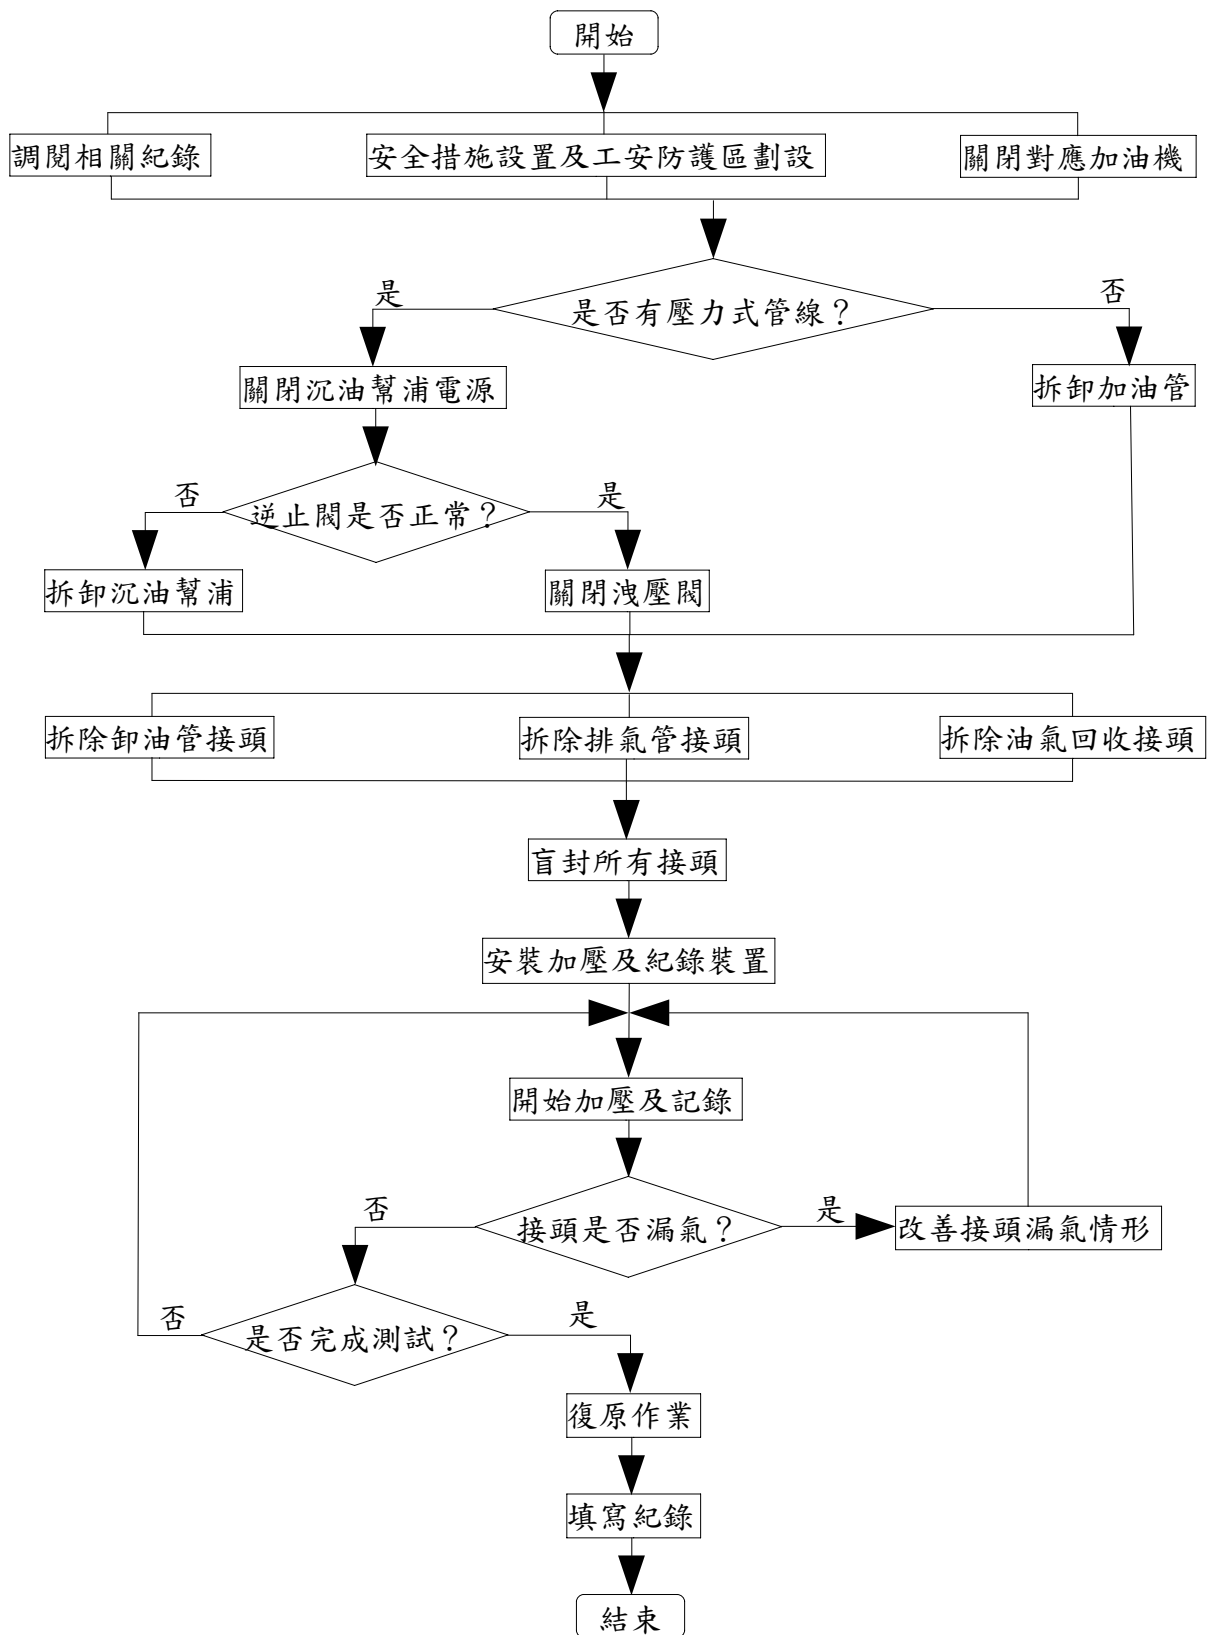 開始
調閱相關紀錄
安全措施設置及工安防護區劃設
關閉對應加油機
是否有壓力式管線？
是
否
關閉沉油幫浦電源
拆卸加油管
逆止閥是否正常？
否
是
拆卸沉油幫浦
關閉洩壓閥
拆除卸油管接頭
拆除排氣管接頭
拆除油氣回收接頭
盲封所有接頭
安裝加壓及紀錄裝置
開始加壓及記錄
接頭是否漏氣？
否
是
改善接頭漏氣情形
是否完成測試？
否
是
復原作業
填寫紀錄
結束